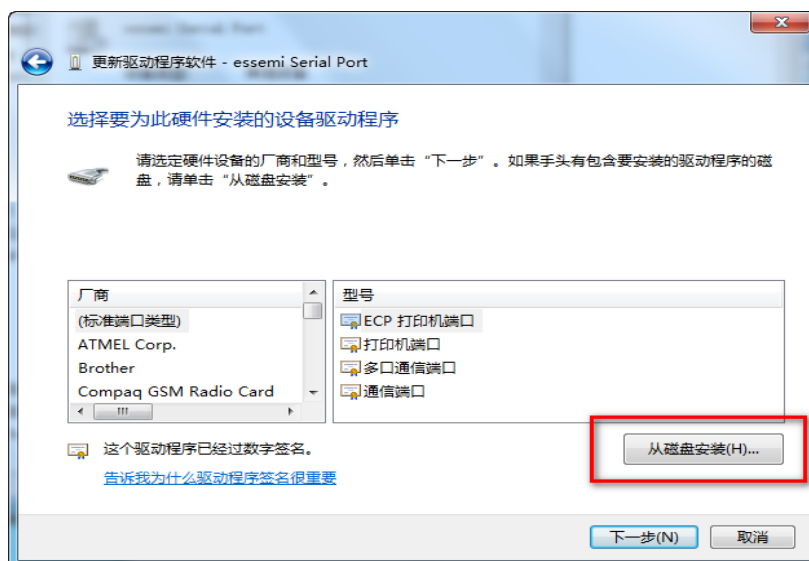 essemi Serial Port
更新驱动程序软件 - essemi Serial Port
选择要为此硬件安装的设备驱动程序
请选定硬件设备的厂商和型号，然后单击“下一步”。如果手头有包含要安装的驱动程序的磁
盘，请单击“从磁盘安装”。
厂商
(标准端口类型)
ATMEL Corp.
Brother
Compaq GSM Radio Card
型号
ECP 打印机端口
打印机端口
多口通信端口
通信端口
这个驱动程序已经过数字签名。
告诉我为什么驱动程序签名很重要
从磁盘安装(H)...
下一步(N)
取消